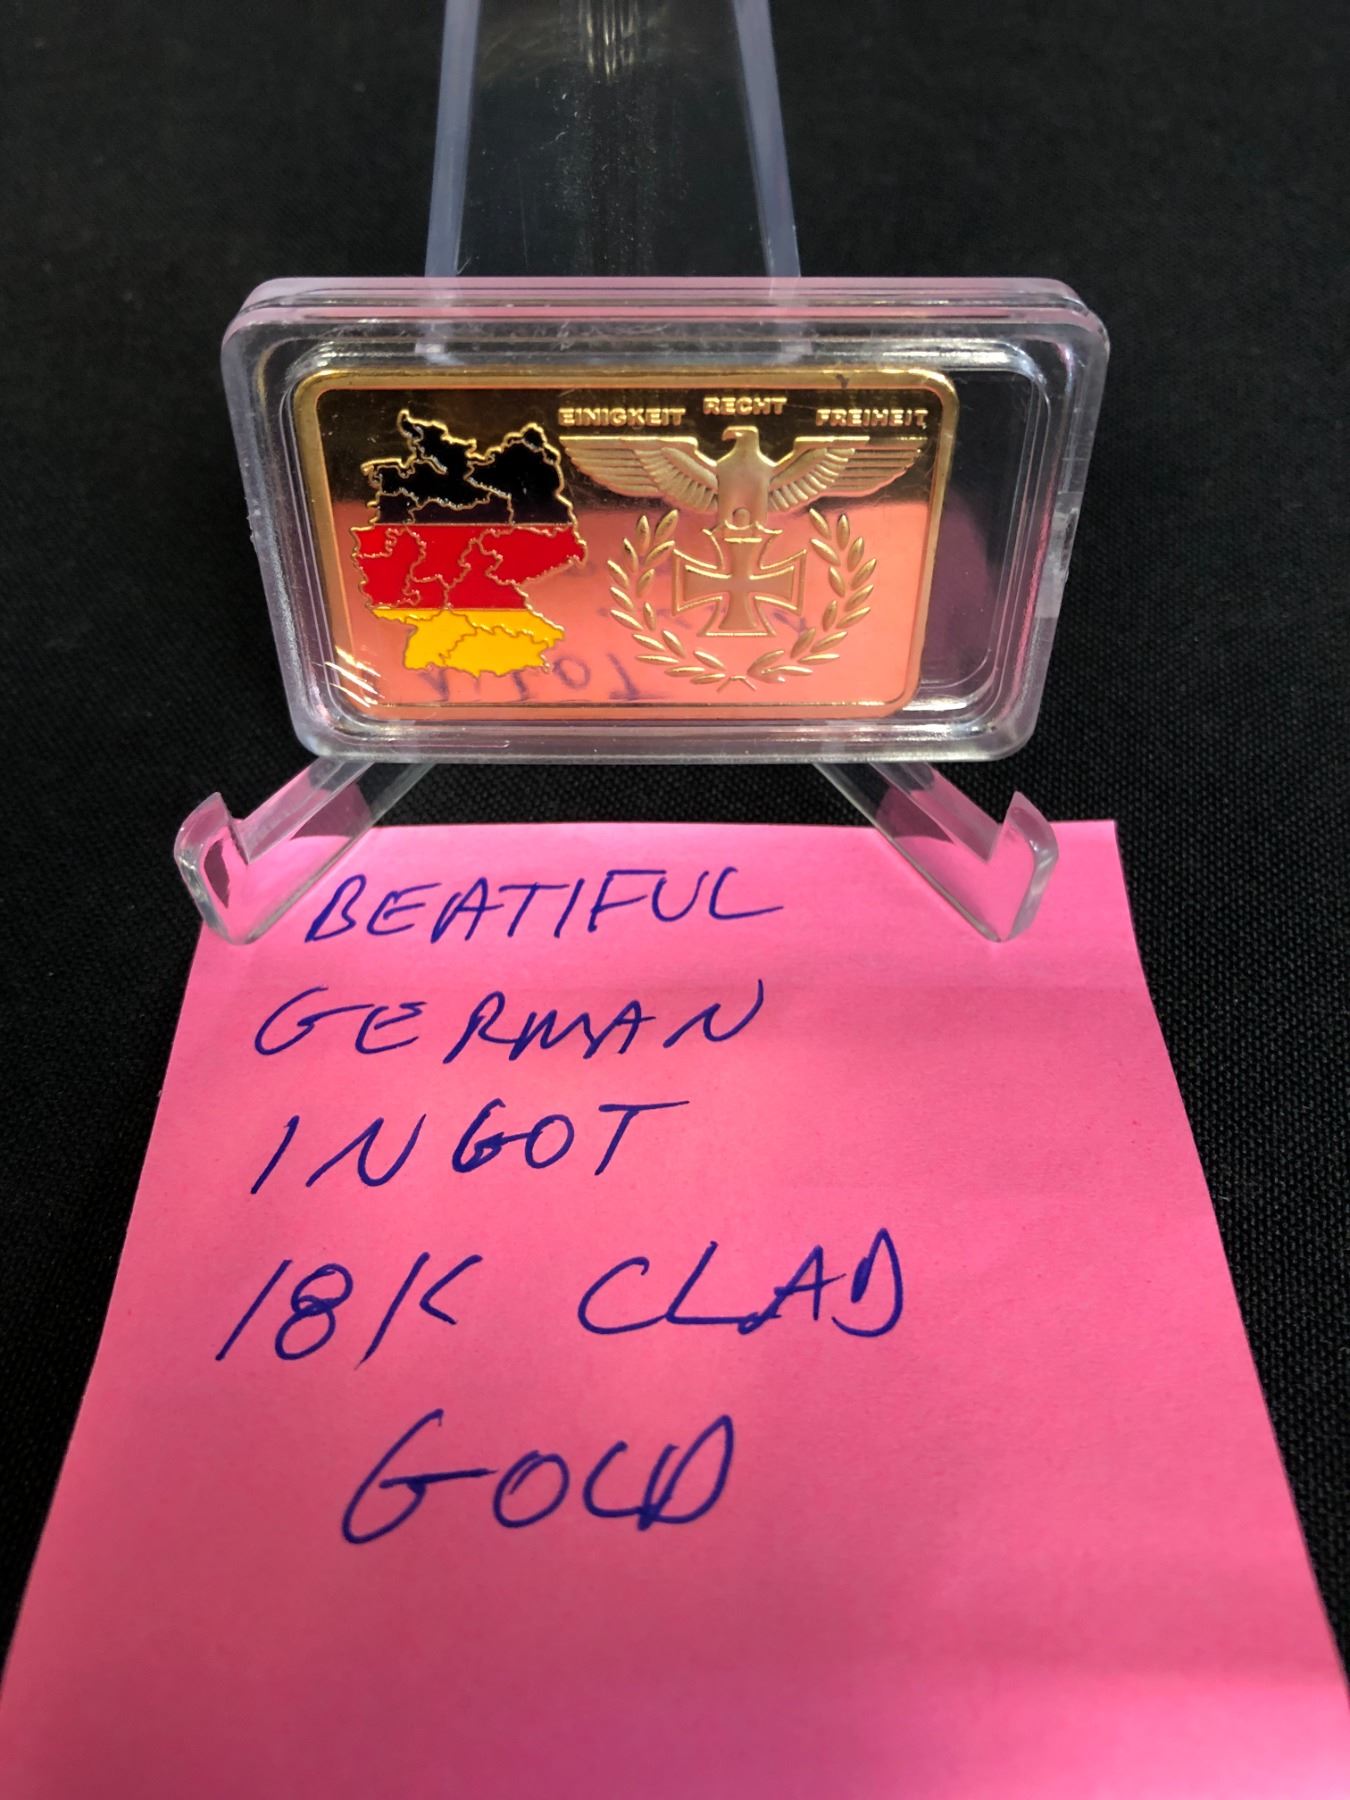 EINIGKEIT RECHT FREIHEIT
BEATIFUL
GERMAN
INGOT
18K CLAD
GOLD